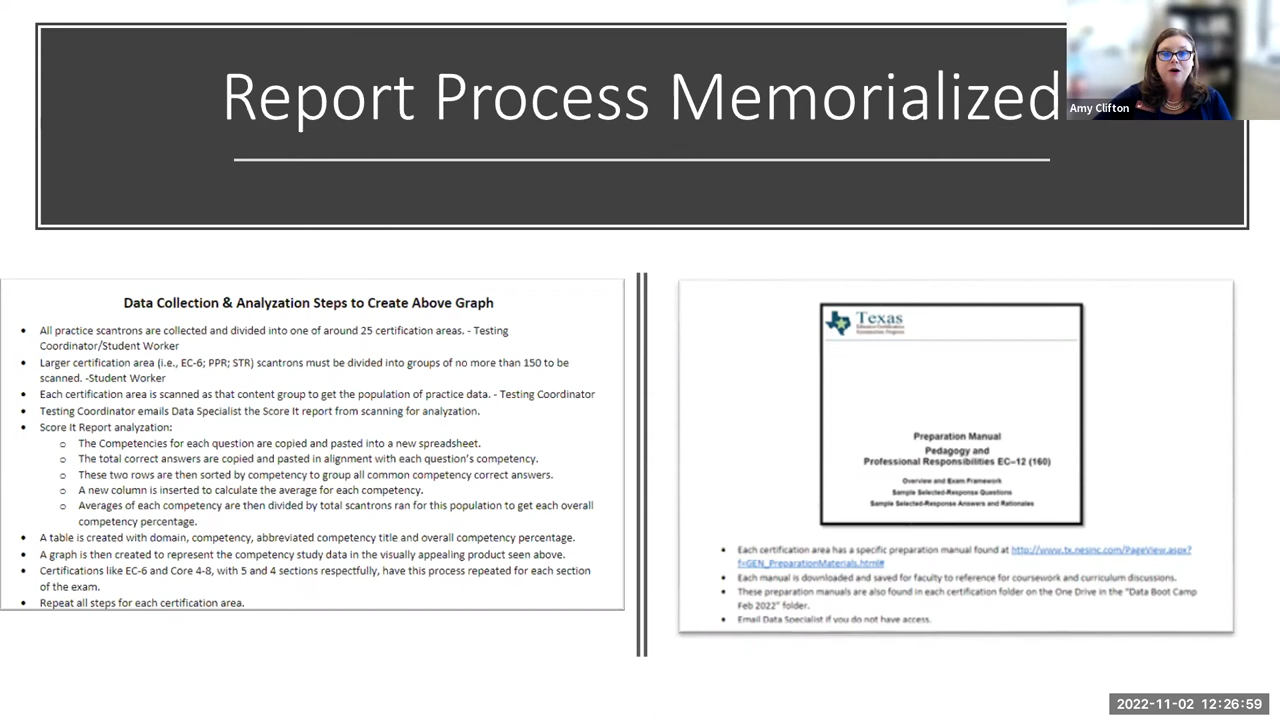 Report Process Memorialized
Amy Clifton
Data Collection & Analyzation Steps to Create Above Graph
• All practice scantrons are collected and divided into one of around 25 certification areas. - Testing
Coordinator/Student Worker
• Larger certification area (i.e., EC-6; PPR; STR) scantrons must be divided into groups of no more than 150 to be
scanned. -Student Worker
• Each certification area is scanned as that content group to get the population of practice data. - Testing Coordinator
• Testing Coordinator emails Data Specialist the Score It report from scanning for analyzation.
• Score It Report analyzation:
o The Competencies for each question are copied and pasted into a new spreadsheet.
o The total correct answers are copied and pasted in alignment with each question's competency.
o These two rows are then sorted by competency to group all common competency correct answers.
o A new column is inserted to calculate the average for each competency.
o Averages of each competency are then divided by total scantrons ran for this population to get each overall
competency percentage.
• A table is created with domain, competency, abbreviated competency title and overall competency percentage.
• A graph is then created to represent the competency study data in the visually appealing product seen above.
• Certifications like EC-6 and Core 4-8, with 5 and 4 sections respectfully, have this process repeated for each section
of the exam.
• Repeat all steps for each certification area.
Texas
Preparation Manual
Pedagogy and
Professional Responsibilities EC–12 (160)
Overview and Exam Framework
Sample Selected-Response Questions
Sample Selected-Response Answers and Rationales
• Each certification area has a specific preparation manual found at http://www.tx.nesinc.com/PageView.aspx?
f=GEN_PreparationMaterials.html#
• Each manual is downloaded and saved for faculty to reference for coursework and curriculum discussions.
• These preparation manuals are also found in each certification folder on the One Drive in the "Data Boot Camp
Feb 2022" folder.
• Email Data Specialist if you do not have access.
2022-11-02 12:26:59